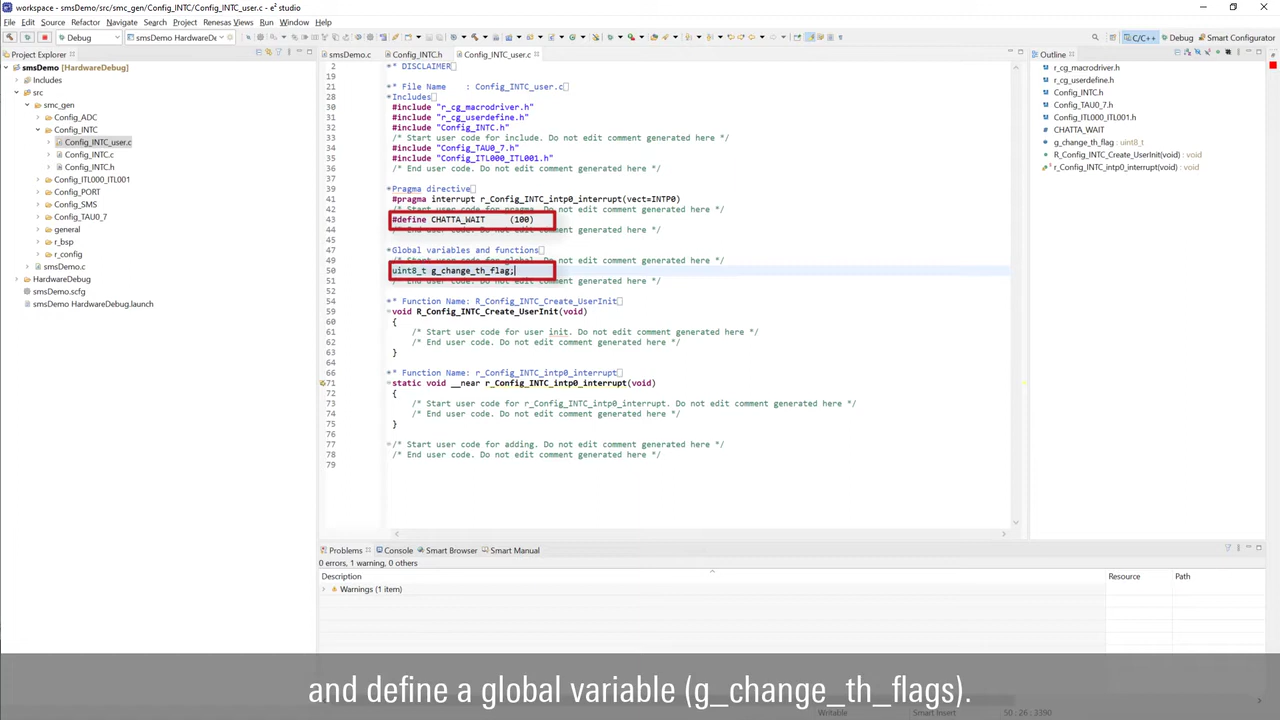 workspace - smsDemo/src/smc_gen/Config_INTC/Config_INTC_user.c - e² studio
File Edit Source Refactor Navigate Search Project Renesas Views Run Window Help
Debug
smsDemo HardwareDe
C/C++
Debug
Smart Configurator
Project Explorer
smsDemo [HardwareDebug]
Includes
src
smc_gen
Config_ADC
Config_INTC
Config_INTC_user.c
Config_INTC.c
Config_INTC.h
Config_ITL000_ITL001
Config_PORT
Config_SMS
Config_TAU0_7
general
r_bsp
r_config
smsDemo.c
HardwareDebug
smsDemo.scfg
smsDemo HardwareDebug.launch
smsDemo.c
Config_INTC.h
Config_INTC_user.c
2 ** DISCLAIMER
19
21 ** File Name : Config_INTC_user.c
28 *Includes
30 #include "r_cg_macrodriver.h"
31 #include "r_cg_userdefine.h"
32 #include "Config_INTC.h"
33 /* Start user code for include. Do not edit comment generated here */
34 #include "Config_TAU0_7.h"
35 #include "Config_ITL000_ITL001.h"
36 /* End user code. Do not edit comment generated here */
37
39 Pragma directive
41 #pragma interrupt r_Config_INTC_intp0_interrupt(vect=INTP0)
42 /* Start user code for pragma. Do not edit comment generated here */
43 #define CHATTA_WAIT (100)
44 /* End user code. Do not edit comment generated here */
45
47 Global variables and functions
49 /* Start user code for global. Do not edit comment generated here */
50 uint8_t g_change_th_flag;
51 /* End user code. Do not edit comment generated here */
52
54 ** Function Name: R_Config_INTC_Create_UserInit
59 void R_Config_INTC_Create_UserInit(void)
60 {
61 /* Start user code for user init. Do not edit comment generated here */
62 /* End user code. Do not edit comment generated here */
63 }
64
66 ** Function Name: r_Config_INTC_intp0_interrupt
71 static void __near r_Config_INTC_intp0_interrupt(void)
72 {
73 /* Start user code for r_Config_INTC_intp0_interrupt. Do not edit comment generated here */
74 /* End user code. Do not edit comment generated here */
75 }
76
77 /* Start user code for adding. Do not edit comment generated here */
78 /* End user code. Do not edit comment generated here */
79
Outline
r_cg_macrodriver.h
r_cg_userdefine.h
Config_INTC.h
Config_TAU0_7.h
Config_ITL000_ITL001.h
CHATTA_WAIT
g_change_th_flag : uint8_t
R_Config_INTC_Create_UserInit(void) : void
r_Config_INTC_intp0_interrupt(void) : void
Problems Console Smart Browser Smart Manual
0 errors, 1 warning, 0 others
Description Resource Path
Warnings (1 item)
and define a global variable (g_change_th_flags).
Writable Smart Insert 50 : 26 : 3390